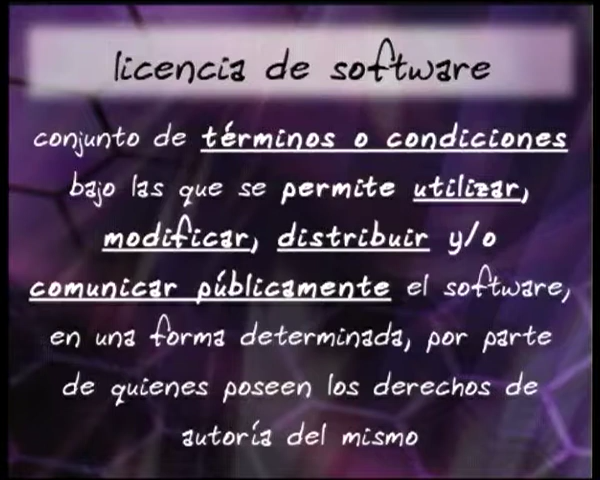 licencia de software
conjunto de términos o condiciones
bajo las que se permite utilizar,
modificar, distribuir y/o
comunicar públicamente el software,
en una forma determinada, por parte
de quienes poseen los derechos de
autoría del mismo